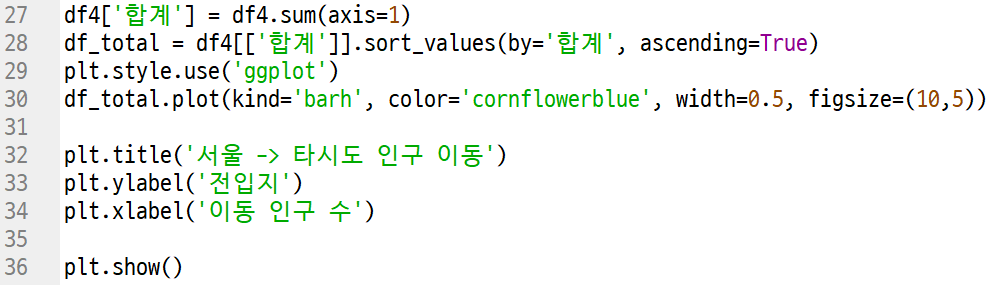 27 df4['합계'] = df4.sum(axis=1)
28 df_total = df4[['합계']].sort_values(by='합계', ascending=True)
29 plt.style.use('ggplot')
30 df_total.plot(kind='barh', color='cornflowerblue', width=0.5, figsize=(10,5))
31
32 plt.title('서울 -> 타시도 인구 이동')
33 plt.ylabel('전입지')
34 plt.xlabel('이동 인구 수')
35
36 plt.show()